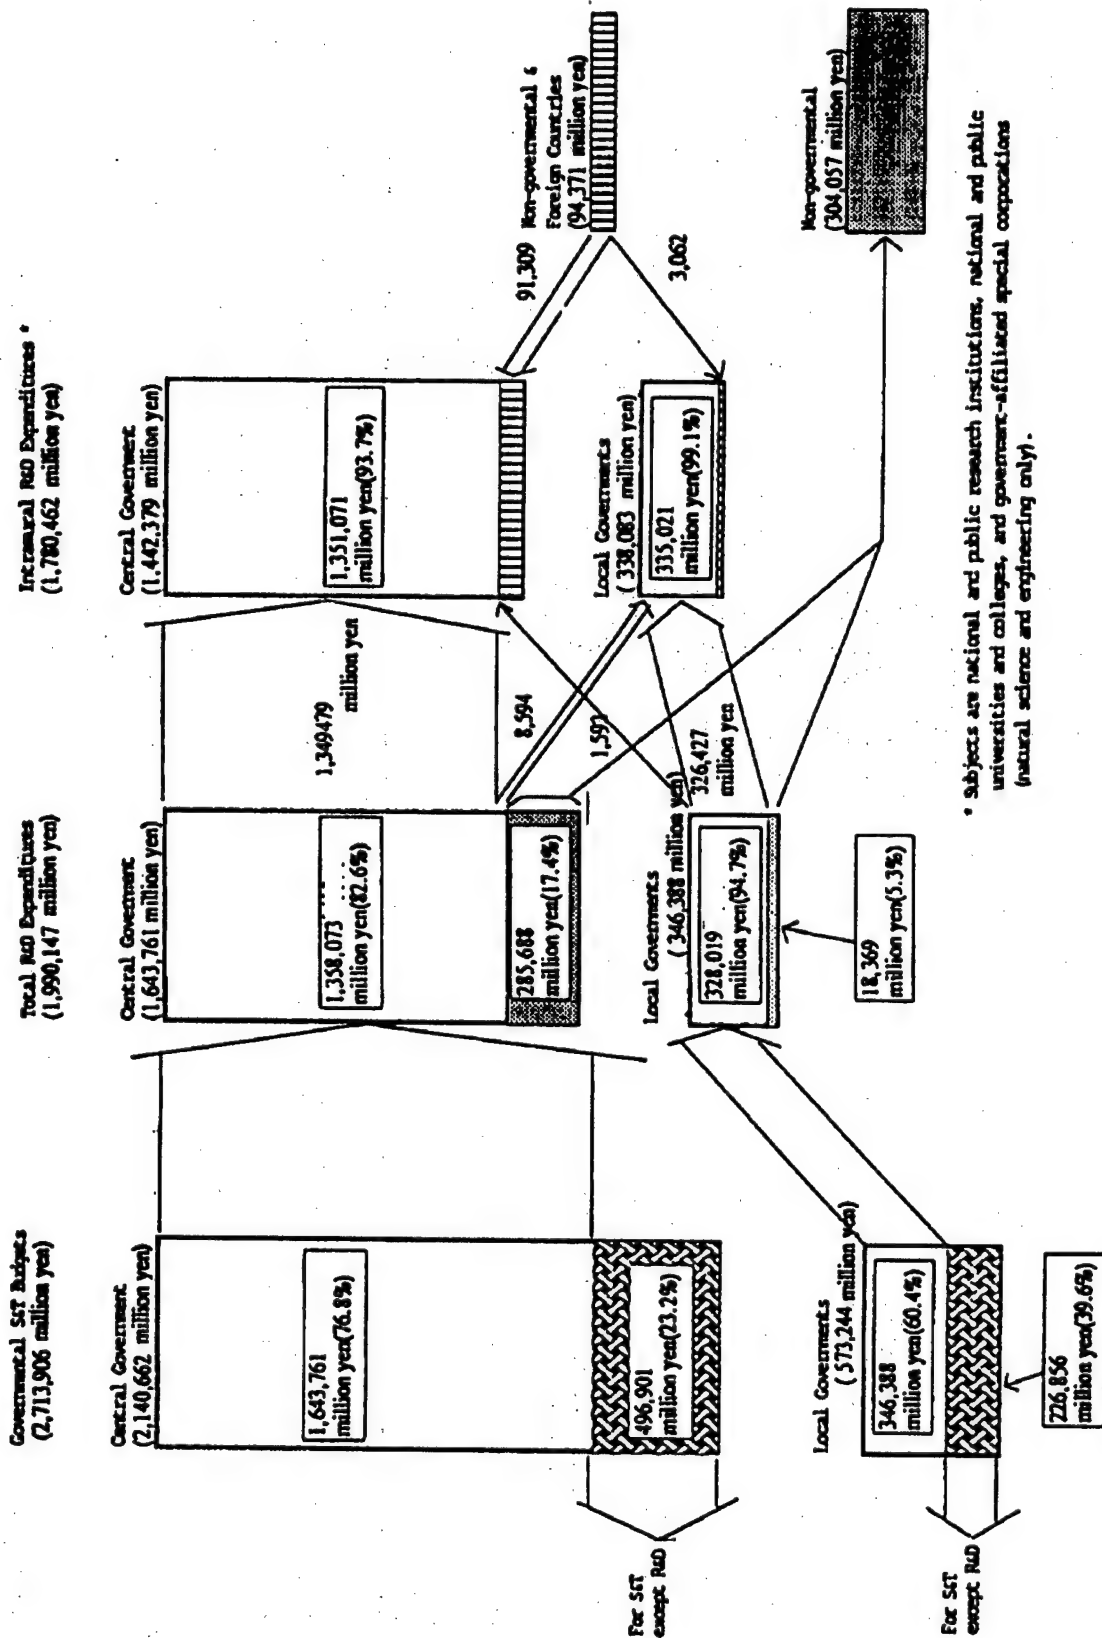 Governmental S&T Budgets
(2,713,906 million yen)
Central Government
(2,140,662 million yen)
1,643,761
million yen(76.8%)
496,901
million yen(23.2%)
For S&T
except R&D
Local Governments
(573,244 million yen)
346,388
million yen(60.4%)
226,856
million yen(39.6%)
For S&T
except R&D
Total R&D Expenditures
(1,990,147 million yen)
Central Government
(1,643,761 million yen)
1,358,073
million yen(82.6%)
285,688
million yen(17.4%)
Local Governments
(346,388 million yen)
328,019
million yen(94.7%)
18,369
million yen(5.3%)
1,349479
million yen
8,594
1,592
326,427
million yen
Intramural R&D Expenditures *
(1,780,462 million yen)
Central Government
(1,442,379 million yen)
1,351,071
million yen(93.7%)
Local Governments
(338,083 million yen)
335,021
million yen(99.1%)
91,309
3,062
Non-governmental &
Foreign Countries
(94,371 million yen)
Non-governmental
(304,057 million yen)
* Subjects are national and public research institutions, national and public
universities and colleges, and government-affiliated special corporations
(natural science and engineering only).